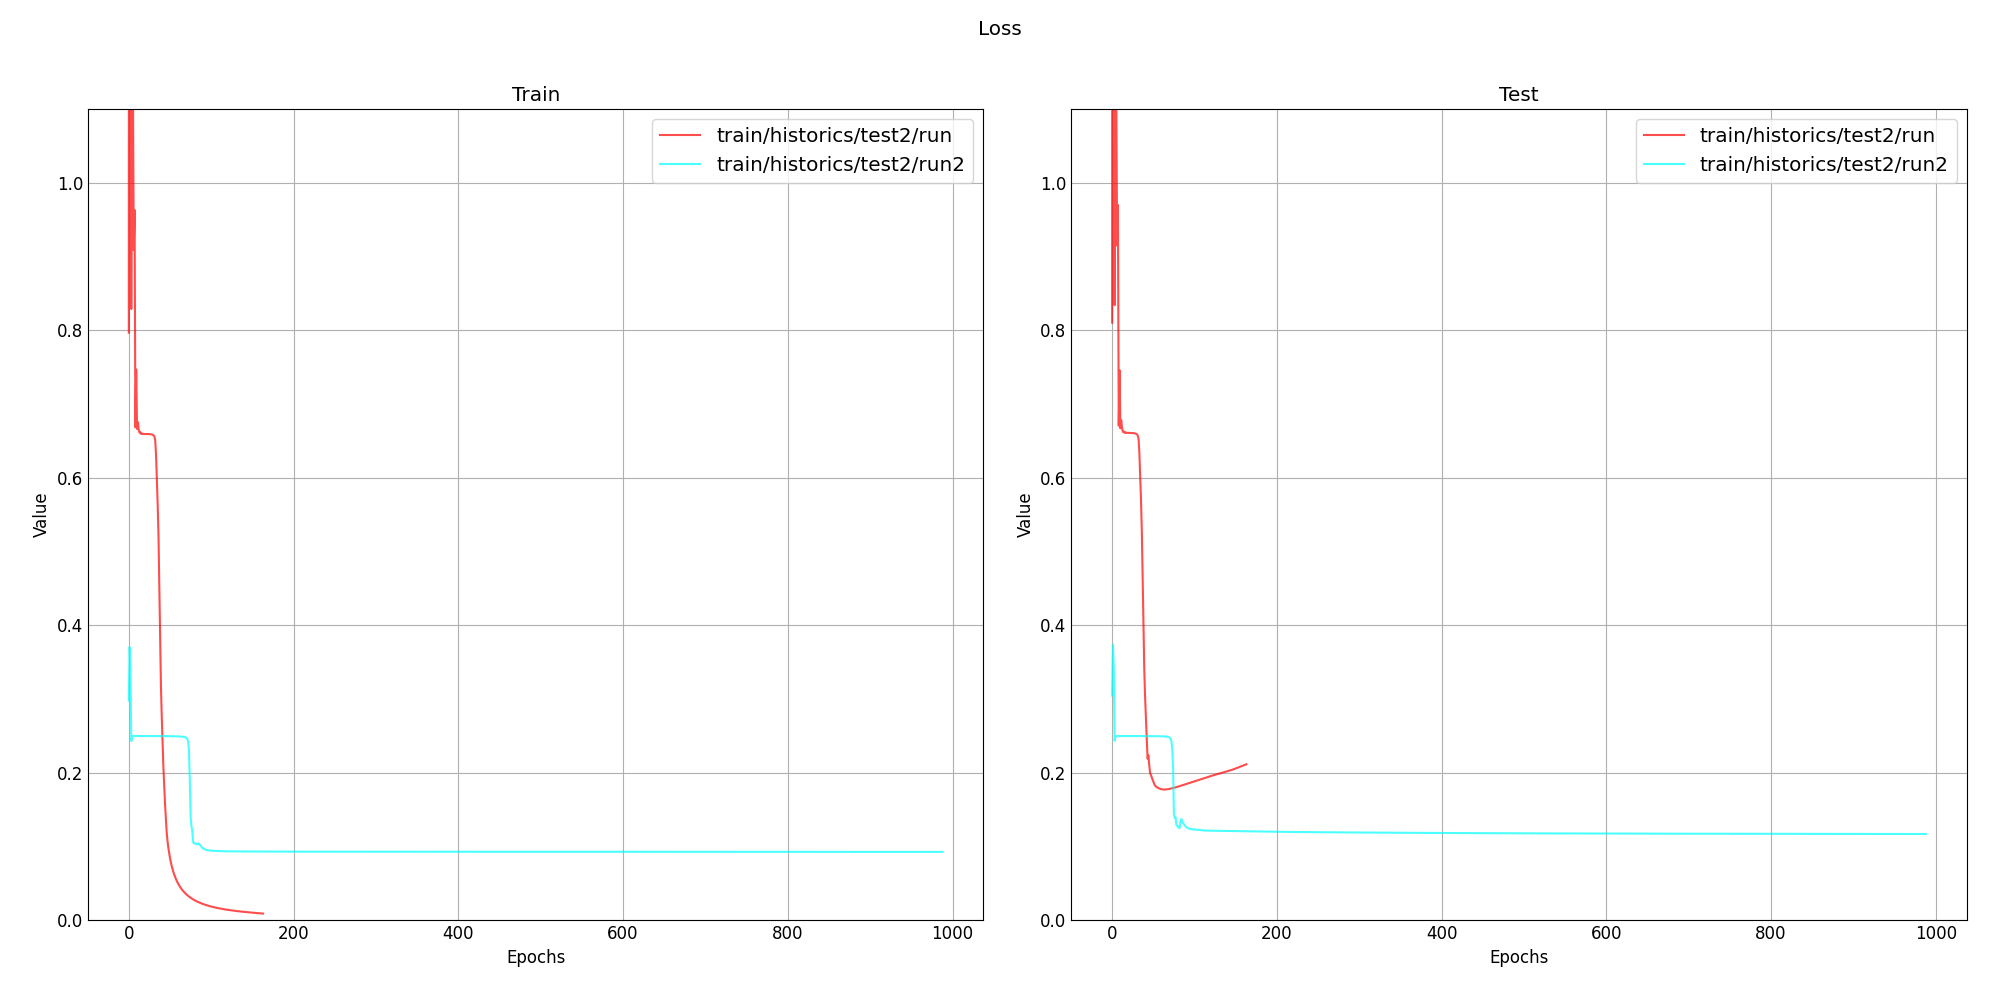 Loss
Train
train/historics/test2/run
train/historics/test2/run2
1.0
0.8
0.6
0.4
0.2
0.0
Value
0 200 400 600 800 1000
Epochs
Test
train/historics/test2/run
train/historics/test2/run2
1.0
0.8
0.6
0.4
0.2
0.0
Value
0 200 400 600 800 1000
Epochs